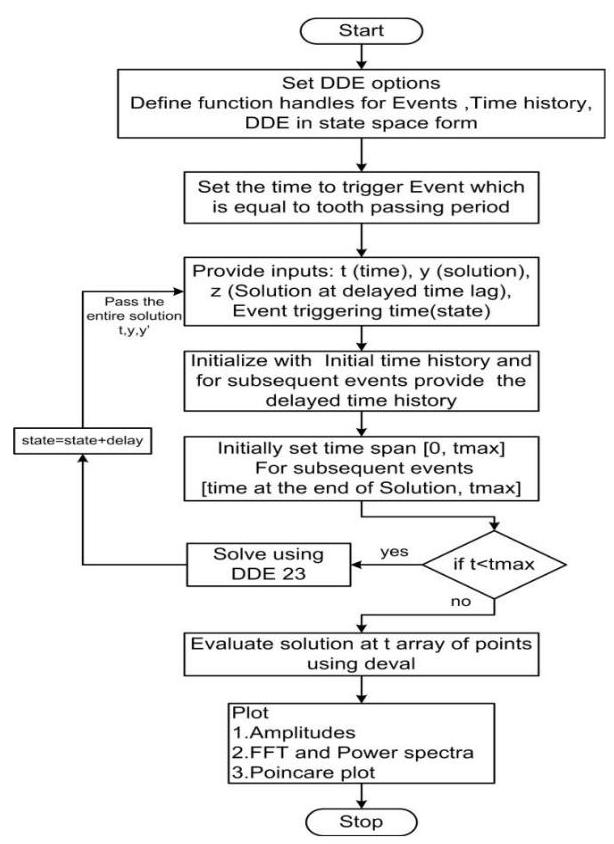 Start
Set DDE options
Define function handles for Events ,Time history,
DDE in state space form
Set the time to trigger Event which
is equal to tooth passing period
Provide inputs: t (time), y (solution),
z (Solution at delayed time lag),
Event triggering time(state)
Pass the
entire solution
t,y,y'
Initialize with Initial time history and
for subsequent events provide the
delayed time history
state=state+delay
Initially set time span [0, tmax]
For subsequent events
[time at the end of Solution, tmax]
if t<tmax
yes
Solve using
DDE 23
no
Evaluate solution at t array of points
using deval
Plot
1.Amplitudes
2.FFT and Power spectra
3.Poincare plot
Stop